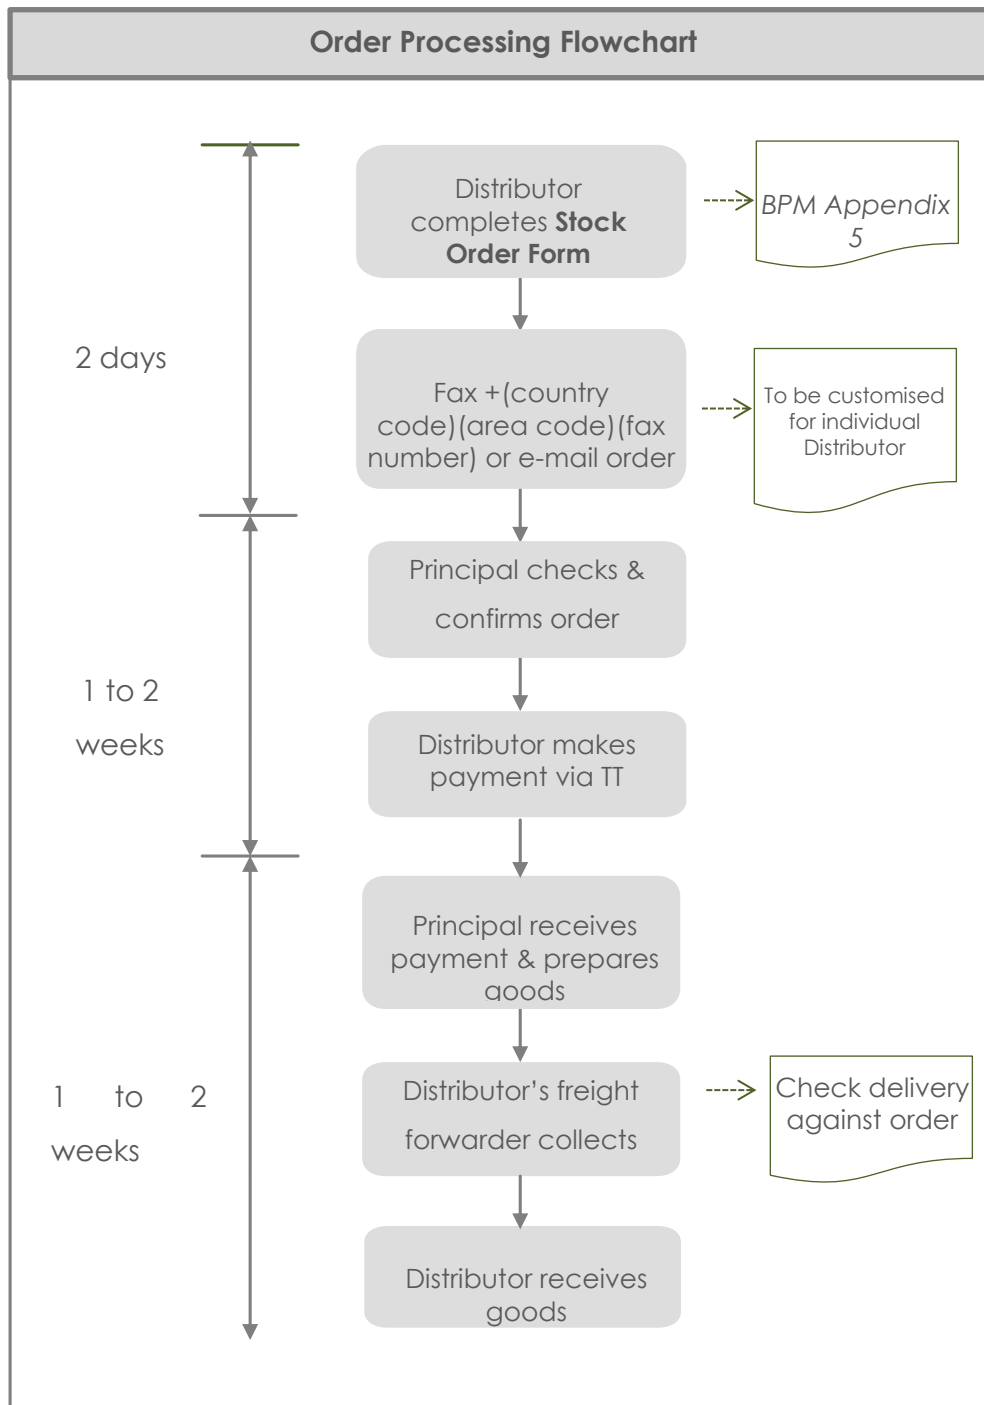 Order Processing Flowchart
Distributor
completes Stock
Order Form
BPM Appendix
5
2 days
Fax +(country
code)(area code)(fax
number) or e-mail order
To be customised
for individual
Distributor
Principal checks &
confirms order
1 to 2
weeks
Distributor makes
payment via TT
Principal receives
payment & prepares
goods
1 to 2
weeks
Distributor’s freight
forwarder collects
Check delivery
against order
Distributor receives
goods